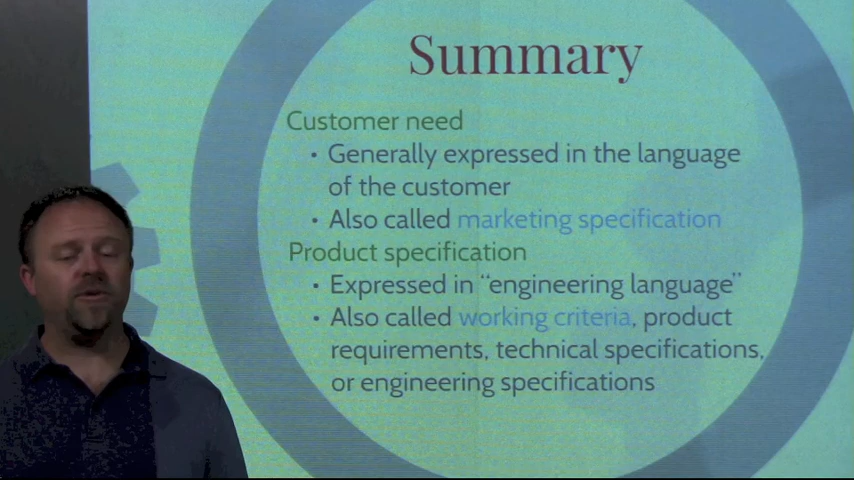 Summary
Customer need
• Generally expressed in the language
of the customer
• Also called marketing specification
Product specification
• Expressed in “engineering language”
• Also called working criteria, product
requirements, technical specifications,
or engineering specifications